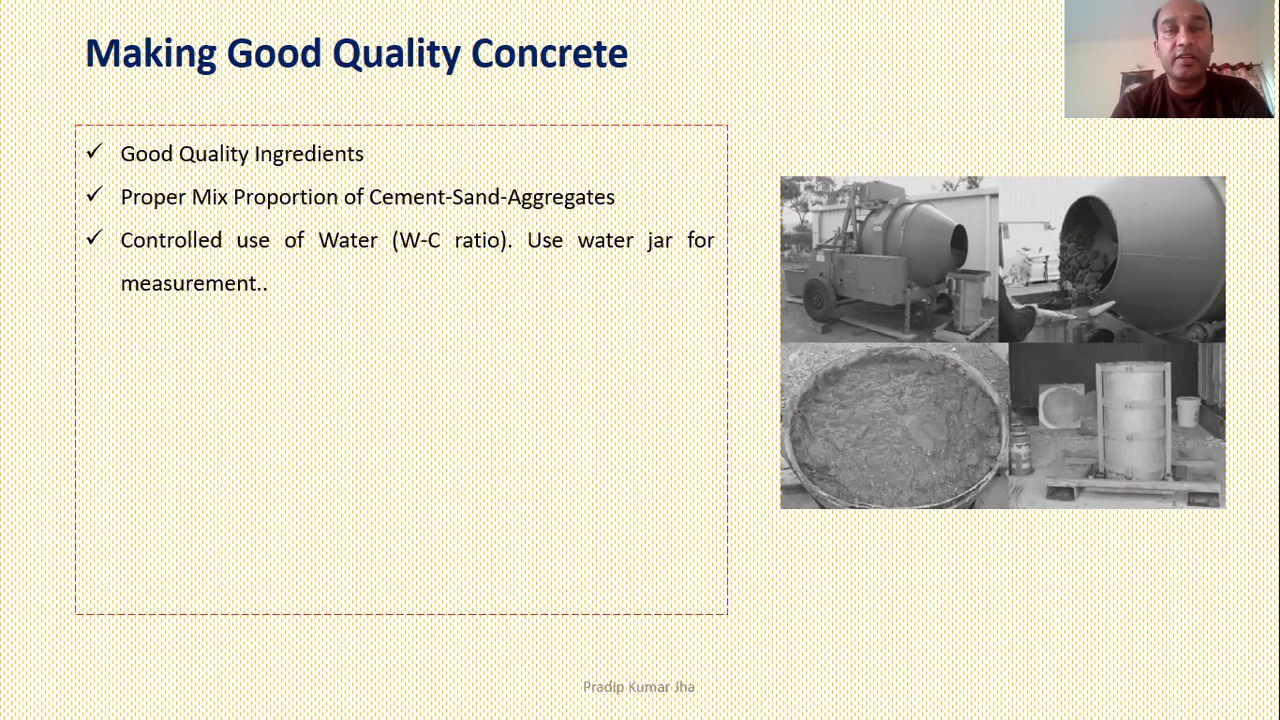 Making Good Quality Concrete
✓ Good Quality Ingredients
✓ Proper Mix Proportion of Cement-Sand-Aggregates
✓ Controlled use of Water (W-C ratio). Use water jar for
measurement..
Pradip Kumar Jha